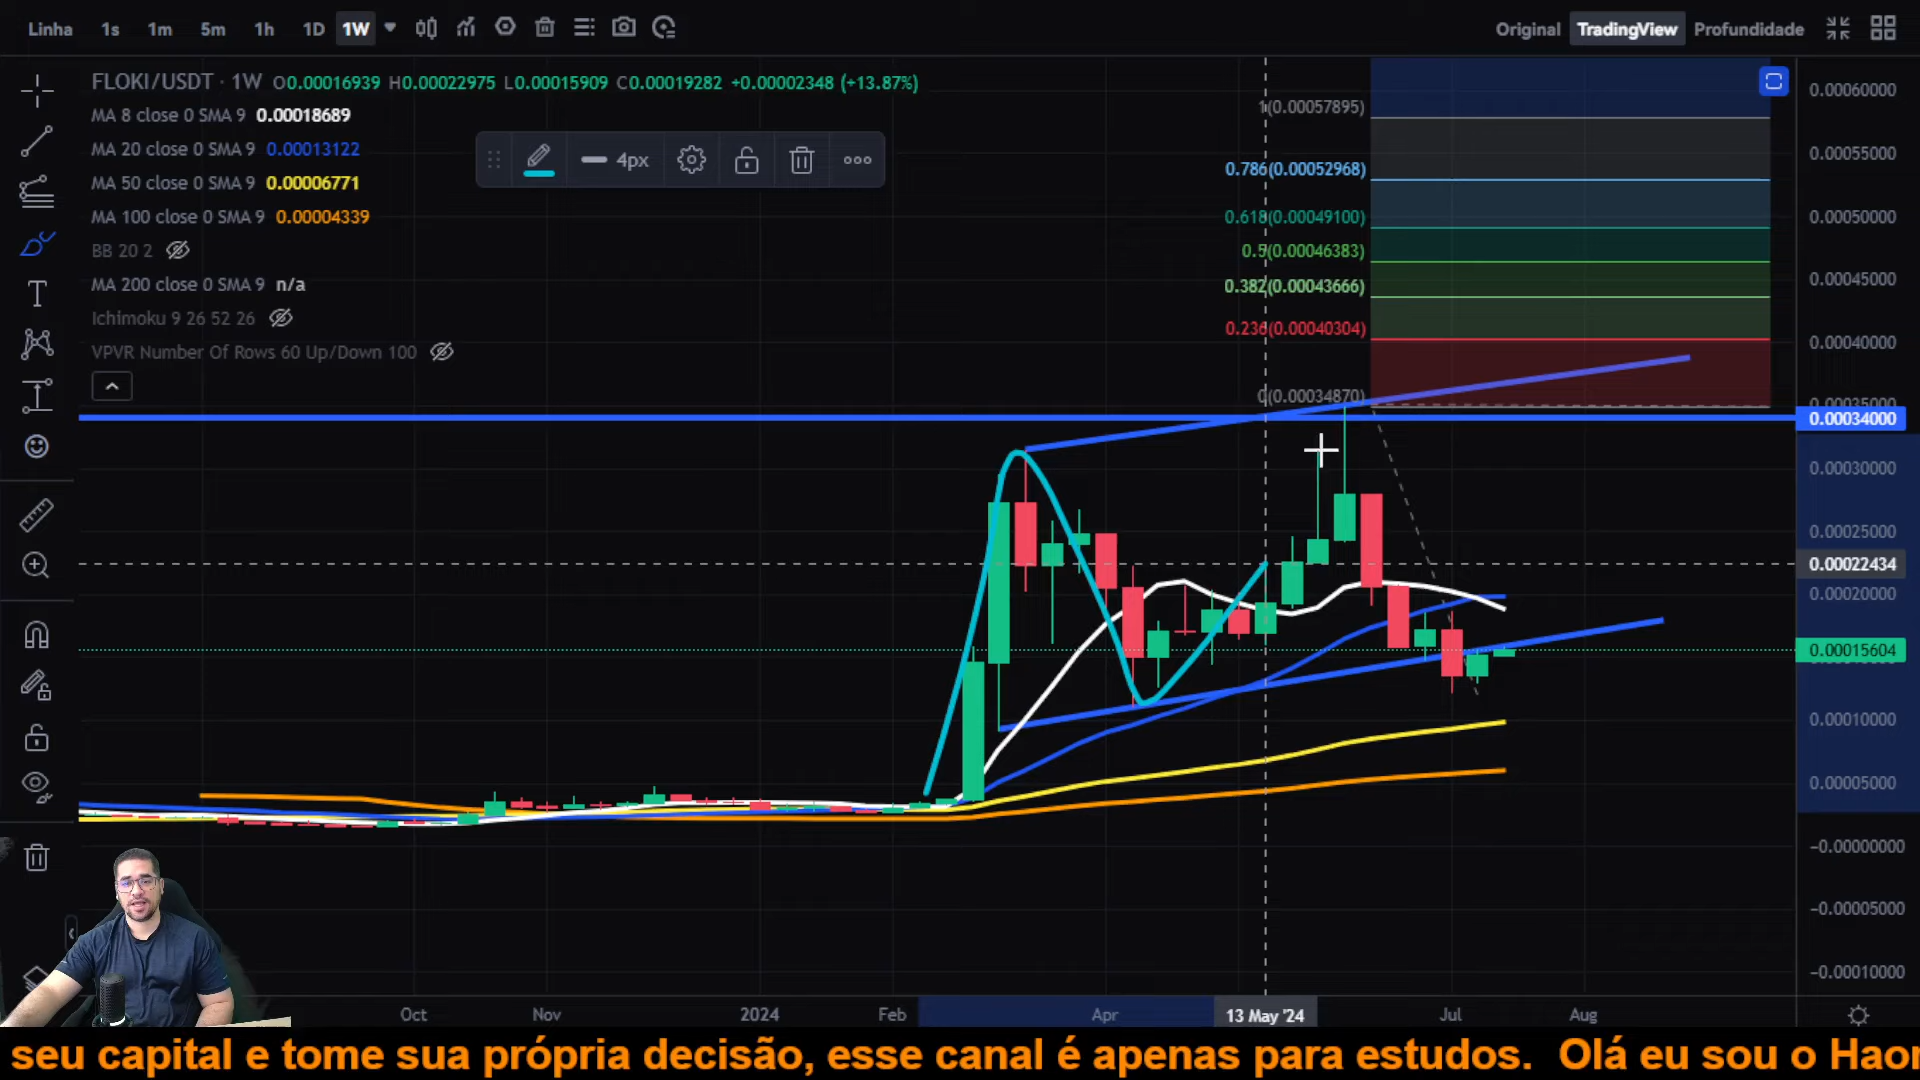 Linha 1s 1m 5m 1h 1D 1W Original TradingView Profundidade
FLOKI/USDT · 1W O0.00016939 H0.00022975 L0.00015909 C0.00019282 +0.00002348 (+13.87%)
MA 8 close 0 SMA 9 0.00018689
MA 20 close 0 SMA 9 0.00013122
MA 50 close 0 SMA 9 0.00006771
MA 100 close 0 SMA 9 0.00004339
BB 20 2
MA 200 close 0 SMA 9 n/a
Ichimoku 9 26 52 26
VPVR Number Of Rows 60 Up/Down 100
4px
1(0.00057895)
0.786(0.00052968)
0.618(0.00049100)
0.5(0.00046383)
0.382(0.00043666)
0.236(0.00040304)
0(0.00034870)
0.00060000
0.00055000
0.00050000
0.00045000
0.00040000
0.00035000
0.00034000
0.00030000
0.00025000
0.00022434
0.00020000
0.00015604
0.00010000
0.00005000
−0.00000000
−0.00005000
−0.00010000
Oct Nov 2024 Feb Apr 13 May '24 Jul Aug
seu capital e tome sua própria decisão, esse canal é apenas para estudos. Olá eu sou o Haor